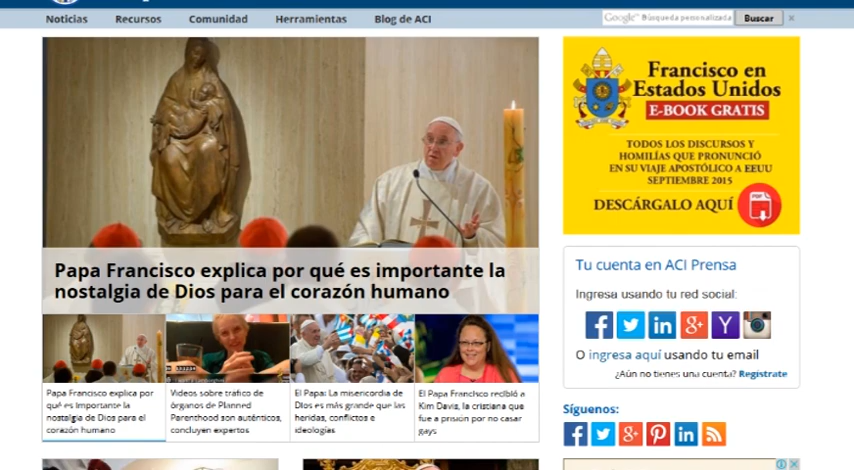 Noticias Recursos Comunidad Herramientas Blog de ACI
Google™ Búsqueda personalizada Buscar ×
Papa Francisco explica por qué es importante la
nostalgia de Dios para el corazón humano
Papa Francisco explica por
qué es importante la
nostalgia de Dios para el
corazón humano
Videos sobre tráfico de
órganos de Planned
Parenthood son auténticos,
concluyen expertos
El Papa: La misericordia de
Dios es más grande que las
heridas, conflictos e
ideologías
El Papa Francisco recibió a
Kim Davis, la cristiana que
fue a prisión por no casar
gays
Francisco en
Estados Unidos
E-BOOK GRATIS
TODOS LOS DISCURSOS Y
HOMILÍAS QUE PRONUNCIÓ
EN SU VIAJE APOSTÓLICO A EEUU
SEPTIEMBRE 2015
DESCÁRGALO AQUÍ
PDF
Tu cuenta en ACI Prensa
Ingresa usando tu red social:
O ingresa aquí usando tu email
¿Aún no tienes una cuenta? Regístrate
Síguenos: